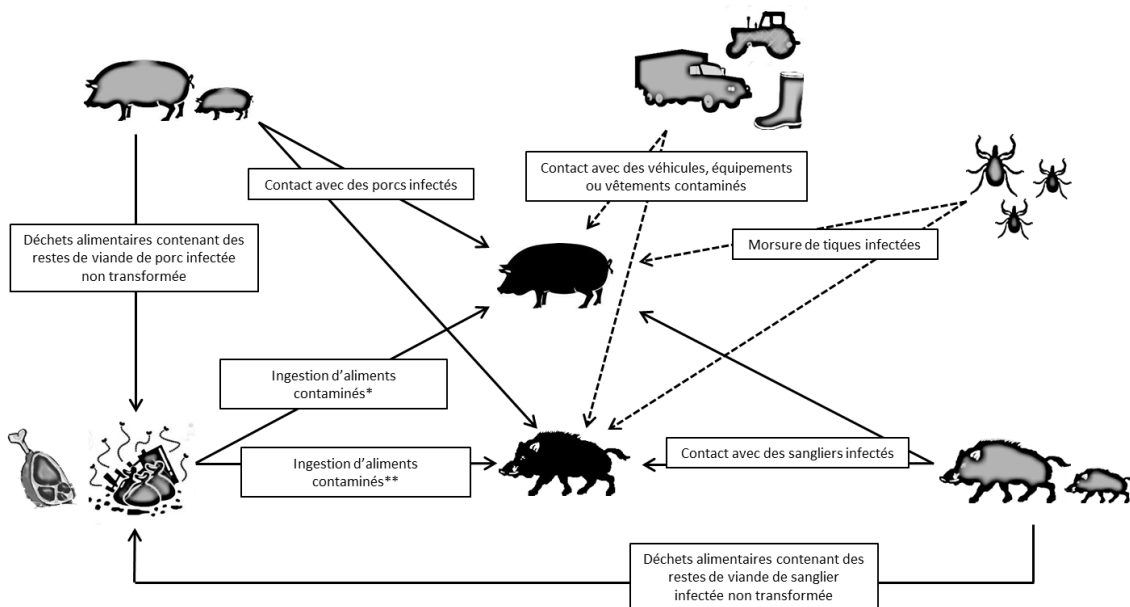 Contact avec des porcs infectés
Contact avec des véhicules, équipements
ou vêtements contaminés
Déchets alimentaires contenant des
restes de viande de porc infectée
non transformée
Morsure de tiques infectées
Ingestion d’aliments
contaminés*
Ingestion d’aliments
contaminés**
Contact avec des sangliers infectés
Déchets alimentaires contenant des
restes de viande de sanglier
infectée non transformée